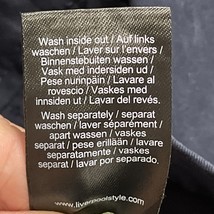 Wash inside out / Auf links
waschen / Laver sur l'envers /
Binnenstebuiten wassen /
Vask med indersiden ud /
Pese nurinpäin / Lavare al
rovescio / Vaskes med
innsiden ut / Lavar del revés.
Wash separately / separat
waschen / laver séparément /
apart wassen / vaskes
separat / pese erillään / lavare
separatamente / vaskes
separat / lavar por separado.
www.liverpoolstyle.com